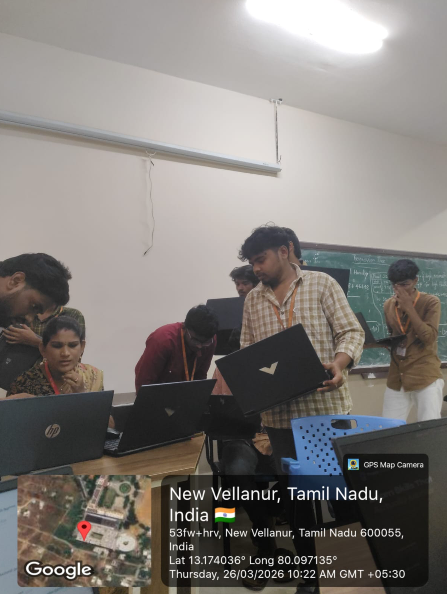 hp
GPS Map Camera
New Vellanur, Tamil Nadu,
India 🇮🇳
53fw+hrv, New Vellanur, Tamil Nadu 600055,
India
Lat 13.174036° Long 80.097135°
Thursday, 26/03/2026 10:22 AM GMT +05:30
Google